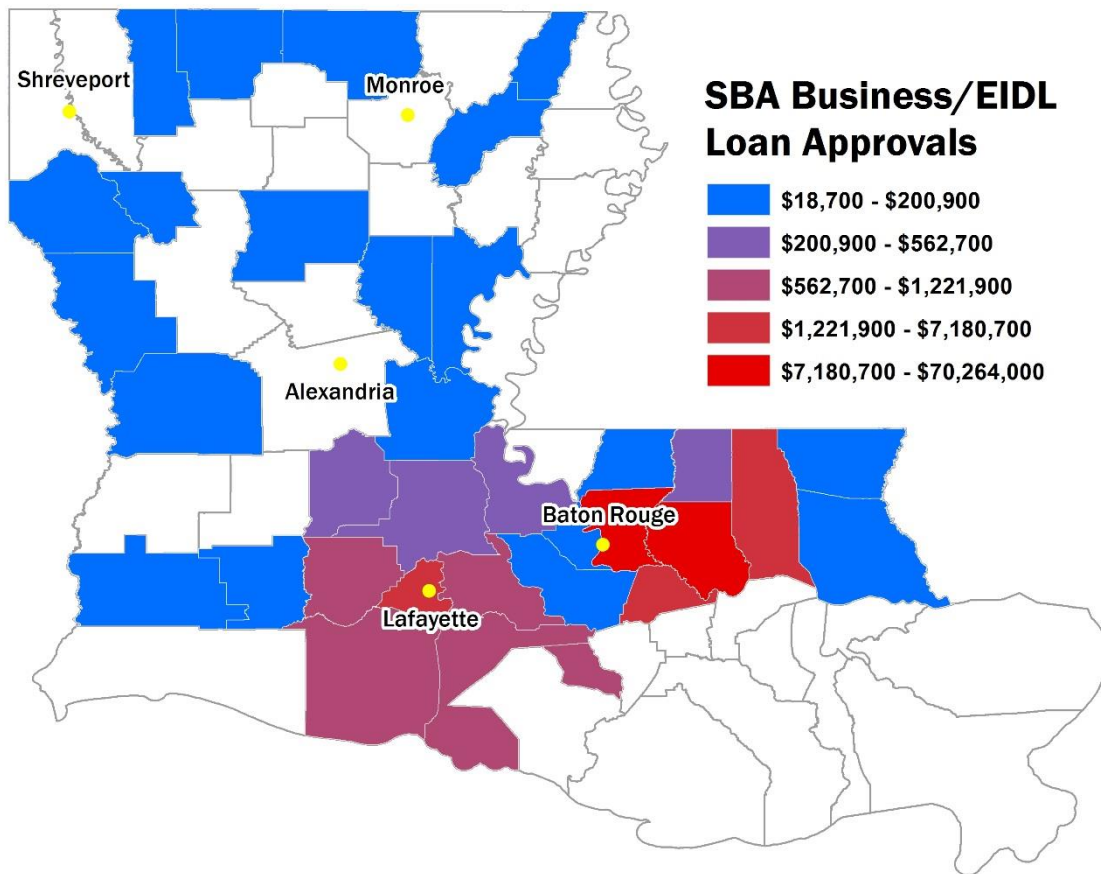 Shreveport
Monroe
SBA Business/EIDL
Loan Approvals
$18,700 - $200,900
$200,900 - $562,700
$562,700 - $1,221,900
$1,221,900 - $7,180,700
$7,180,700 - $70,264,000
Alexandria
Baton Rouge
Lafayette